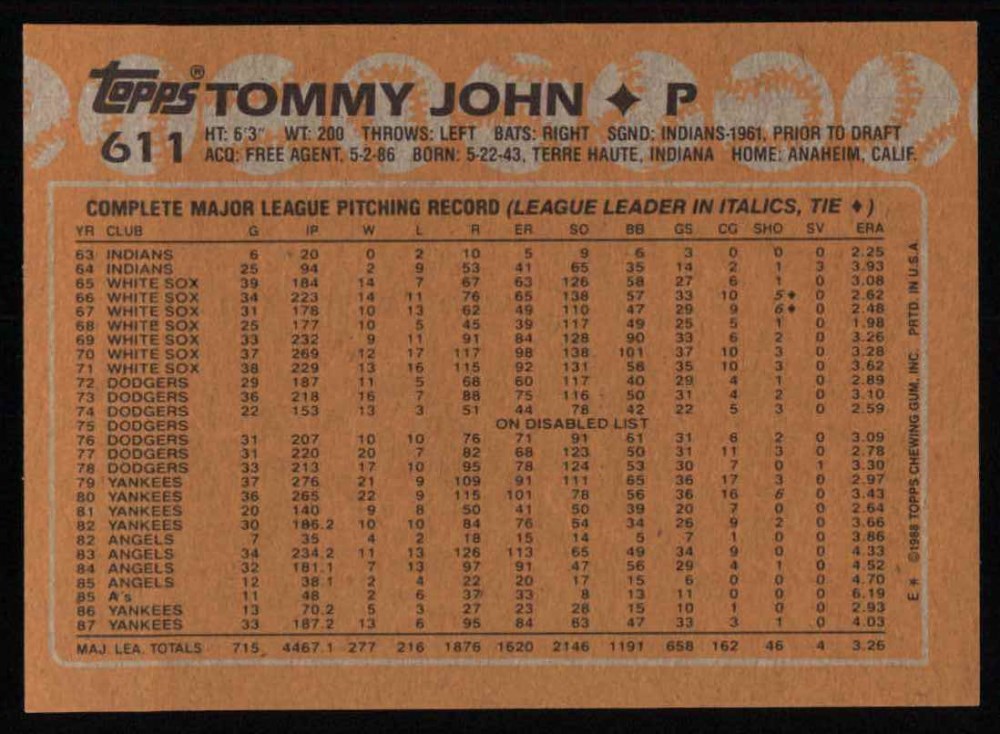 Topps® TOMMY JOHN ✦ P
611 HT: 6'3" WT: 200 THROWS: LEFT BATS: RIGHT SGND: INDIANS-1961, PRIOR TO DRAFT
ACQ: FREE AGENT, 5-2-86 BORN: 5-22-43, TERRE HAUTE, INDIANA HOME: ANAHEIM, CALIF.
COMPLETE MAJOR LEAGUE PITCHING RECORD (LEAGUE LEADER IN ITALICS, TIE ♦)
YR CLUB G IP W L R ER SO BB GS CG SHO SV ERA
63 INDIANS 6 20 0 2 10 5 9 6 3 0 0 0 2.25
64 INDIANS 25 94 2 9 53 41 65 35 14 2 1 3 3.93
65 WHITE SOX 39 184 14 7 67 63 126 58 27 6 1 0 3.08
66 WHITE SOX 34 223 14 11 76 65 138 57 33 10 5♦ 0 2.62
67 WHITE SOX 31 178 10 13 62 49 110 47 29 9 6♦ 0 2.48
68 WHITE SOX 25 177 10 5 45 39 117 49 25 5 1 0 1.98
69 WHITE SOX 33 232 9 11 91 84 128 90 33 6 2 0 3.26
70 WHITE SOX 37 269 12 17 117 98 138 101 37 10 3 0 3.28
71 WHITE SOX 38 229 13 16 115 92 131 58 35 10 3 0 3.62
72 DODGERS 29 187 11 5 68 60 117 40 29 4 1 0 2.89
73 DODGERS 36 218 16 7 88 75 116 50 31 4 2 0 3.10
74 DODGERS 22 153 13 3 51 44 78 42 22 5 3 0 2.59
75 DODGERS ON DISABLED LIST
76 DODGERS 31 207 10 10 76 71 91 61 31 6 2 0 3.09
77 DODGERS 31 220 20 7 82 68 123 50 31 11 3 0 2.78
78 DODGERS 33 213 17 10 95 78 124 53 30 7 0 1 3.30
79 YANKEES 37 276 21 9 109 91 111 65 36 17 3 0 2.97
80 YANKEES 36 265 22 9 115 101 78 56 36 16 6 0 3.43
81 YANKEES 20 140 9 8 50 41 50 39 20 7 0 0 2.64
82 YANKEES 30 186.2 10 10 84 76 54 34 26 9 2 0 3.66
82 ANGELS 7 35 4 2 18 15 14 5 7 1 0 0 3.86
83 ANGELS 34 234.2 11 13 126 113 65 49 34 9 0 0 4.33
84 ANGELS 32 181.1 7 13 97 91 47 56 29 4 1 0 4.52
85 ANGELS 12 38.1 2 4 22 20 17 15 6 0 0 0 4.70
85 A's 11 48 2 6 37 33 8 13 11 0 0 0 6.19
86 YANKEES 13 70.2 5 3 27 23 28 15 10 1 0 0 2.93
87 YANKEES 33 187.2 13 6 95 84 63 47 33 3 1 0 4.03
MAJ. LEA. TOTALS 715 4467.1 277 216 1876 1620 2146 1191 658 162 46 4 3.26
E * ©1988 TOPPS CHEWING GUM, INC. PRTD. IN U.S.A.